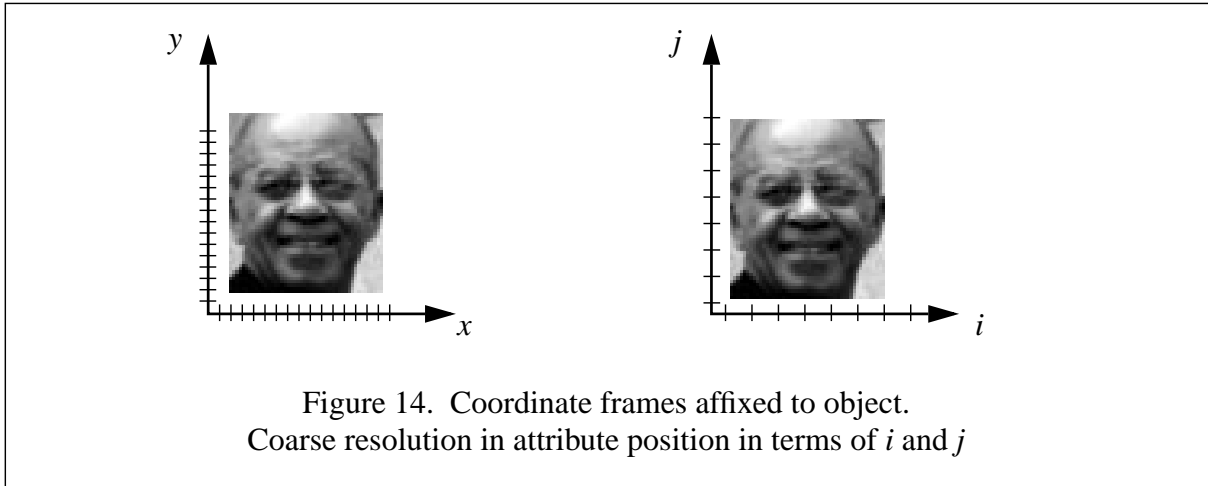 y
j
x
i
Figure 14. Coordinate frames affixed to object.
Coarse resolution in attribute position in terms of i and j